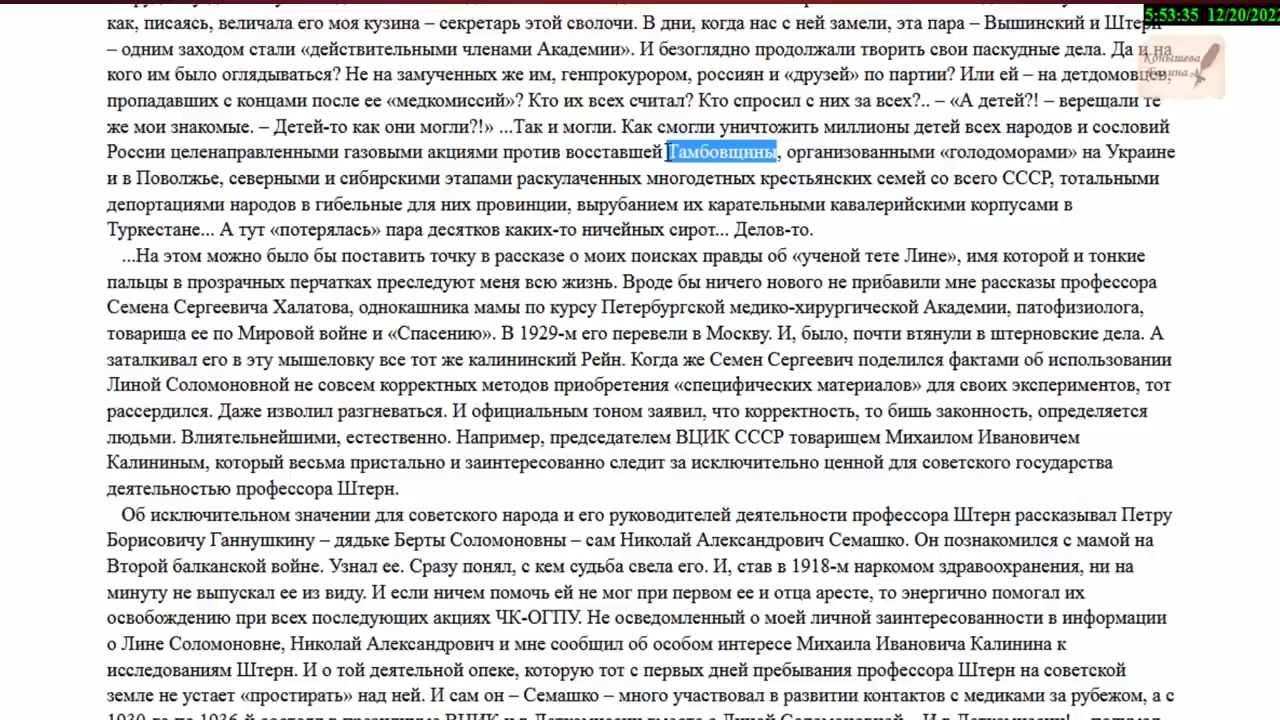 5:53:35 12/20/202
как, писаясь, величала его моя кузина – секретарь этой сволочи. В дни, когда нас с ней замели, эта пара – Вышинский и Штерн
– одним заходом стали «действительными членами Академии». И безоглядно продолжали творить свои паскудные дела. Да и на
Конышева
Галина
кого им было оглядываться? Не на замученных же им, генпрокурором, россиян и «друзей» по партии? Или ей – на детдомовцев,
пропадавших с концами после ее «медкомиссий»? Кто их всех считал? Кто спросил с них за всех?.. – «А детей?! – верещали те
же мои знакомые. – Детей-то как они могли?!» ...Так и могли. Как смогли уничтожить миллионы детей всех народов и сословий
России целенаправленными газовыми акциями против восставшей Тамбовщины, организованными «голодоморами» на Украине
и в Поволжье, северными и сибирскими этапами раскулаченных многодетных крестьянских семей со всего СССР, тотальными
депортациями народов в гибельные для них провинции, вырубанием их карательными кавалерийскими корпусами в
Туркестане... А тут «потерялась» пара десятков каких-то ничейных сирот... Делов-то.
...На этом можно было бы поставить точку в рассказе о моих поисках правды об «ученой тете Лине», имя которой и тонкие
пальцы в прозрачных перчатках преследуют меня всю жизнь. Вроде бы ничего нового не прибавили мне рассказы профессора
Семена Сергеевича Халатова, однокашника мамы по курсу Петербургской медико-хирургической Академии, патофизиолога,
товарища ее по Мировой войне и «Спасению». В 1929-м его перевели в Москву. И, было, почти втянули в штерновские дела. А
заталкивал его в эту мышеловку все тот же калининский Рейн. Когда же Семен Сергеевич поделился фактами об использовании
Линой Соломоновной не совсем корректных методов приобретения «специфических материалов» для своих экспериментов, тот
рассердился. Даже изволил разгневаться. И официальным тоном заявил, что корректность, то бишь законность, определяется
людьми. Влиятельнейшими, естественно. Например, председателем ВЦИК СССР товарищем Михаилом Ивановичем
Калининым, который весьма пристально и заинтересованно следит за исключительно ценной для советского государства
деятельностью профессора Штерн.
Об исключительном значении для советского народа и его руководителей деятельности профессора Штерн рассказывал Петру
Борисовичу Ганнушкину – дядьке Берты Соломоновны – сам Николай Александрович Семашко. Он познакомился с мамой на
Второй балканской войне. Узнал ее. Сразу понял, с кем судьба свела его. И, став в 1918-м наркомом здравоохранения, ни на
минуту не выпускал ее из виду. И если ничем помочь ей не мог при первом ее и отца аресте, то энергично помогал их
освобождению при всех последующих акциях ЧК-ОГПУ. Не осведомленный о моей личной заинтересованности в информации
о Лине Соломоновне, Николай Александрович и мне сообщил об особом интересе Михаила Ивановича Калинина к
исследованиям Штерн. И о той деятельной опеке, которую тот с первых дней пребывания профессора Штерн на советской
земле не устает «простирать» над ней. И сам он – Семашко – много участвовал в развитии контактов с медиками за рубежом, а с